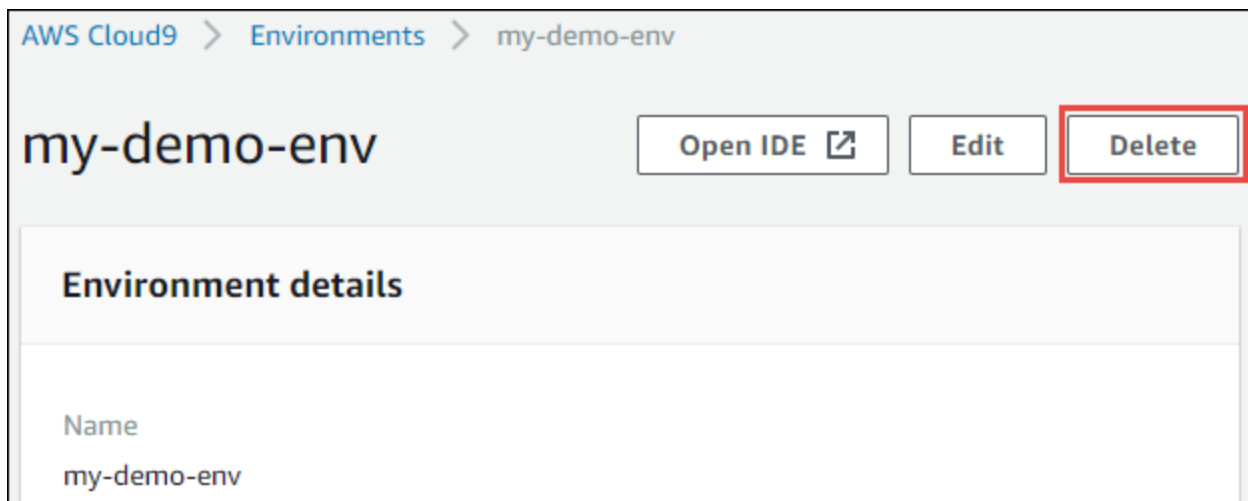 AWS Cloud9 > Environments > my-demo-env
my-demo-env
Open IDE Edit Delete
Environment details
Name
my-demo-env